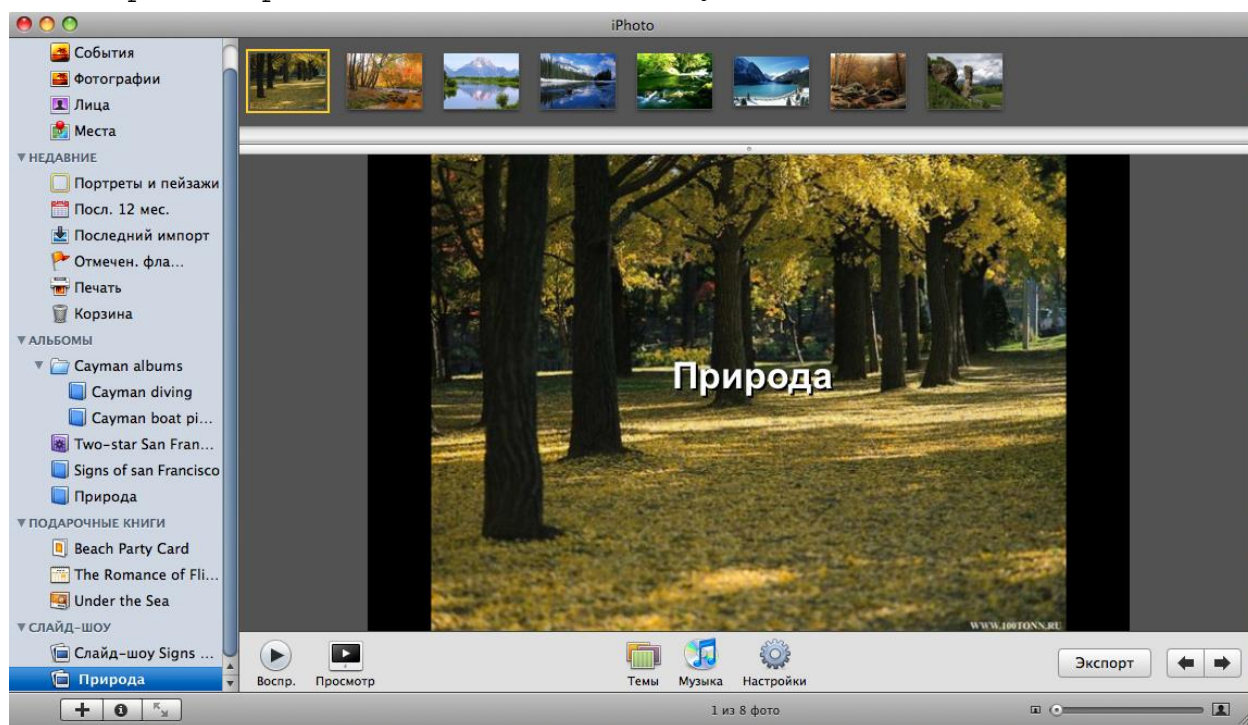 iPhoto
События
Фотографии
Лица
Места
НЕДАВНИЕ
Портреты и пейзажи
Посл. 12 мес.
Последний импорт
Отмечен. фла...
Печать
Корзина
АЛЬБОМЫ
Cayman albums
Cayman diving
Cayman boat pi...
Two-star San Fran...
Signs of san Francisco
Природа
ПОДАРОЧНЫЕ КНИГИ
Beach Party Card
The Romance of Fli...
Under the Sea
СЛАЙД-ШОУ
Слайд-шоу Signs ...
Природа
Природа
WWW.100TONN.RU
Воспр. Просмотр Темы Музыка Настройки Экспорт
1 из 8 фото